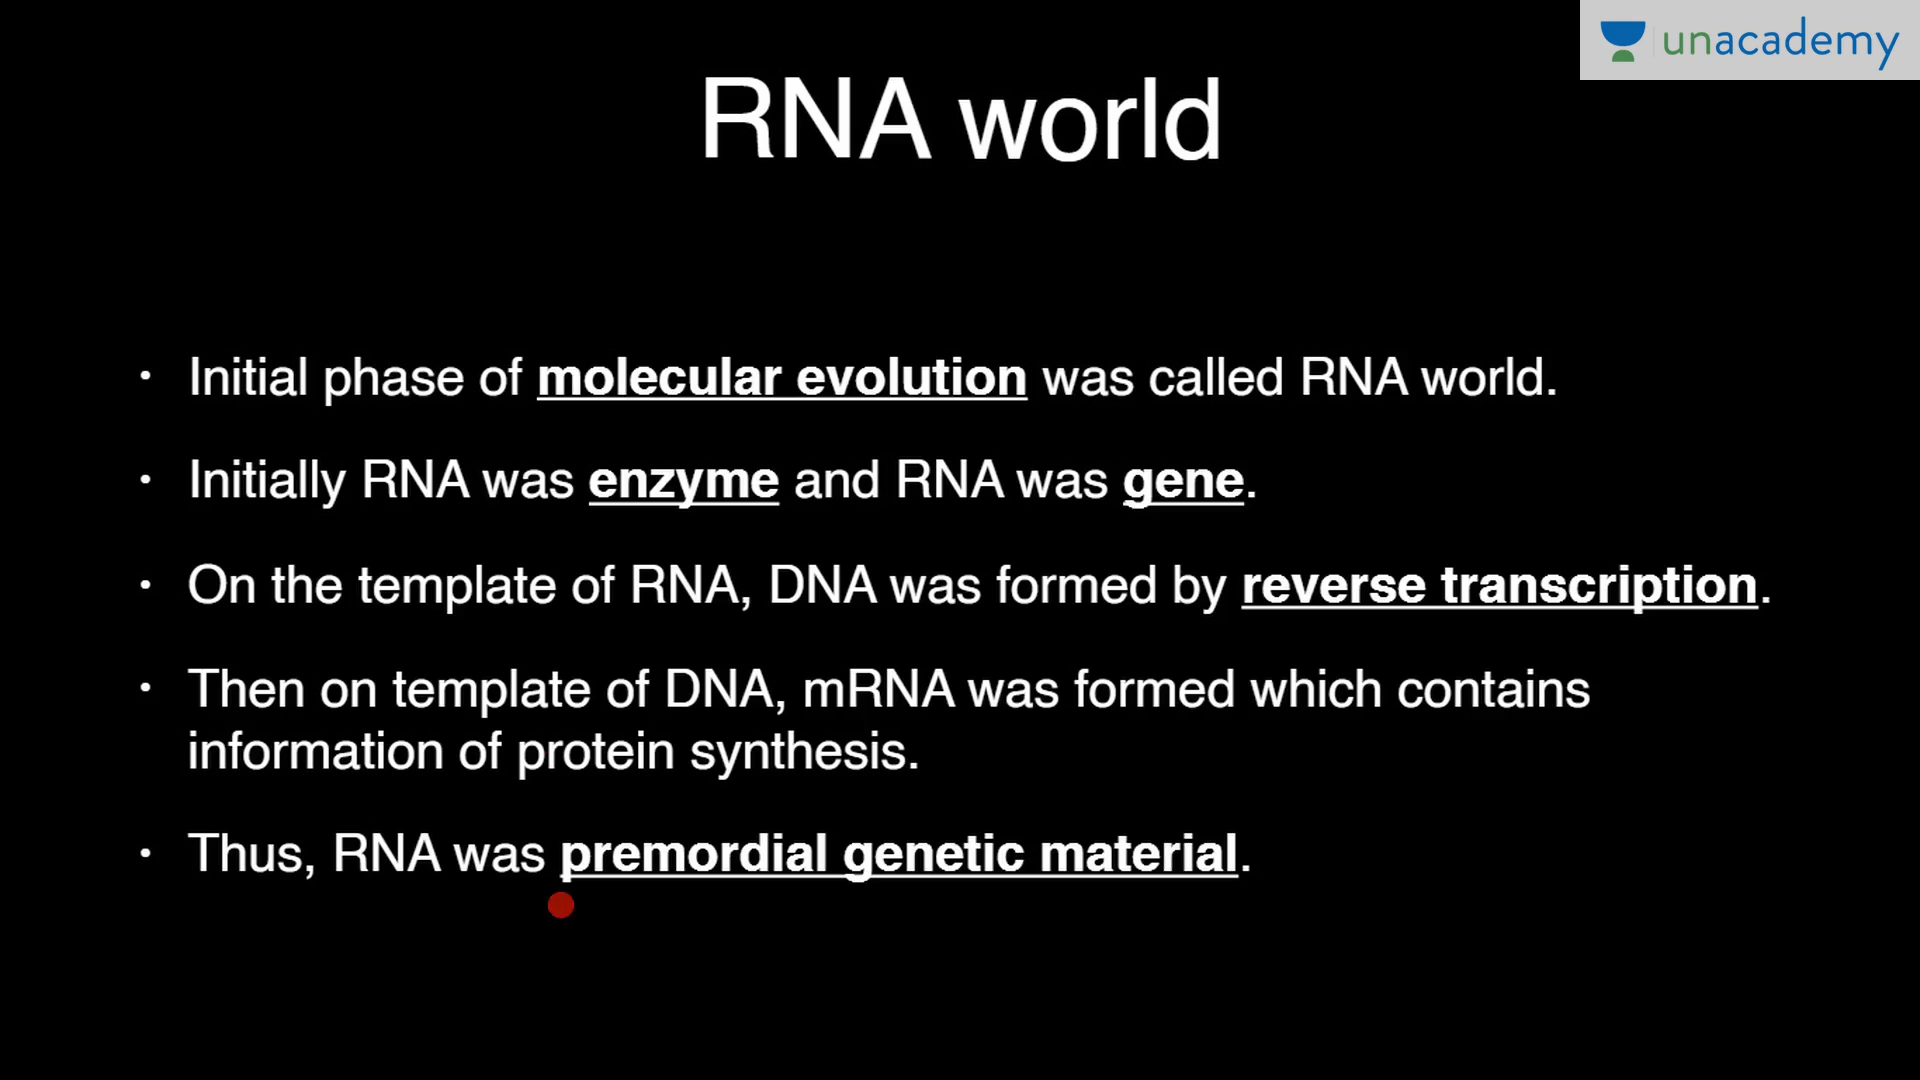 unacademy
RNA world
• Initial phase of molecular evolution was called RNA world.
• Initially RNA was enzyme and RNA was gene.
• On the template of RNA, DNA was formed by reverse transcription.
• Then on template of DNA, mRNA was formed which contains
information of protein synthesis.
• Thus, RNA was premordial genetic material.